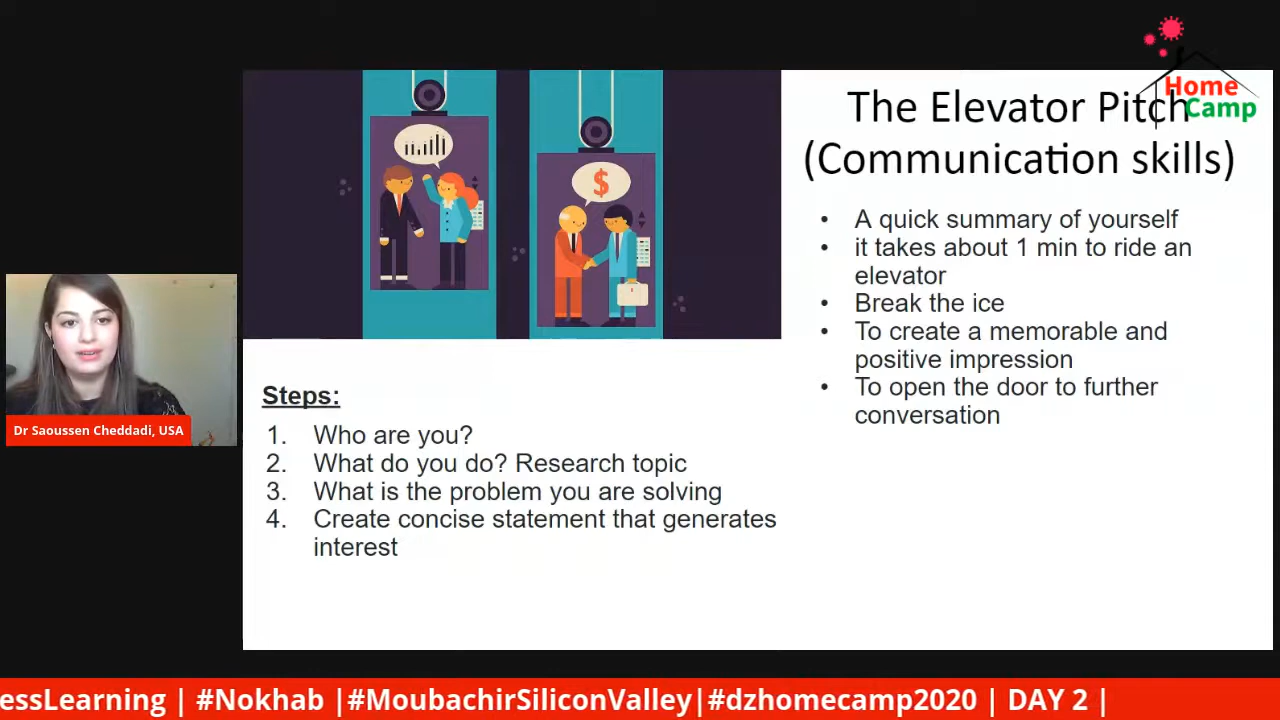 Home
Camp
The Elevator Pitch
(Communication skills)
• A quick summary of yourself
• it takes about 1 min to ride an
elevator
• Break the ice
• To create a memorable and
positive impression
• To open the door to further
conversation
$
Steps:
1. Who are you?
2. What do you do? Research topic
3. What is the problem you are solving
4. Create concise statement that generates
interest
Dr Saoussen Cheddadi, USA
essLearning | #Nokhab |#MoubachirSiliconValley|#dzhomecamp2020 | DAY 2 |